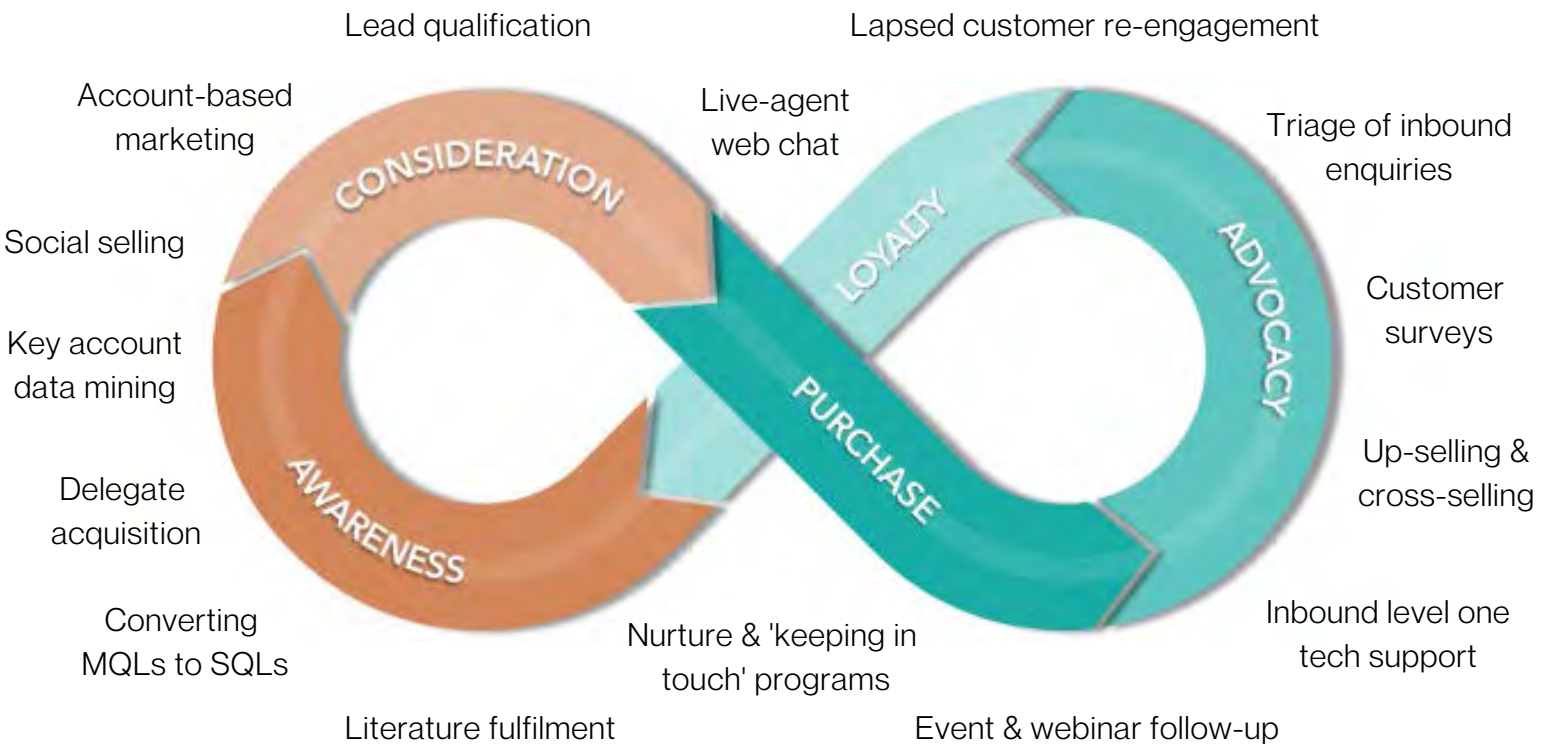 Lead qualification
Lapsed customer re-engagement
Account-based
marketing
Live-agent
web chat
Triage of inbound
enquiries
CONSIDERATION
LOYALTY
ADVOCACY
Social selling
Customer
surveys
Key account
data mining
PURCHASE
Up-selling &
cross-selling
AWARENESS
Delegate
acquisition
Converting
MQLs to SQLs
Nurture & 'keeping in
touch' programs
Inbound level one
tech support
Literature fulfilment
Event & webinar follow-up